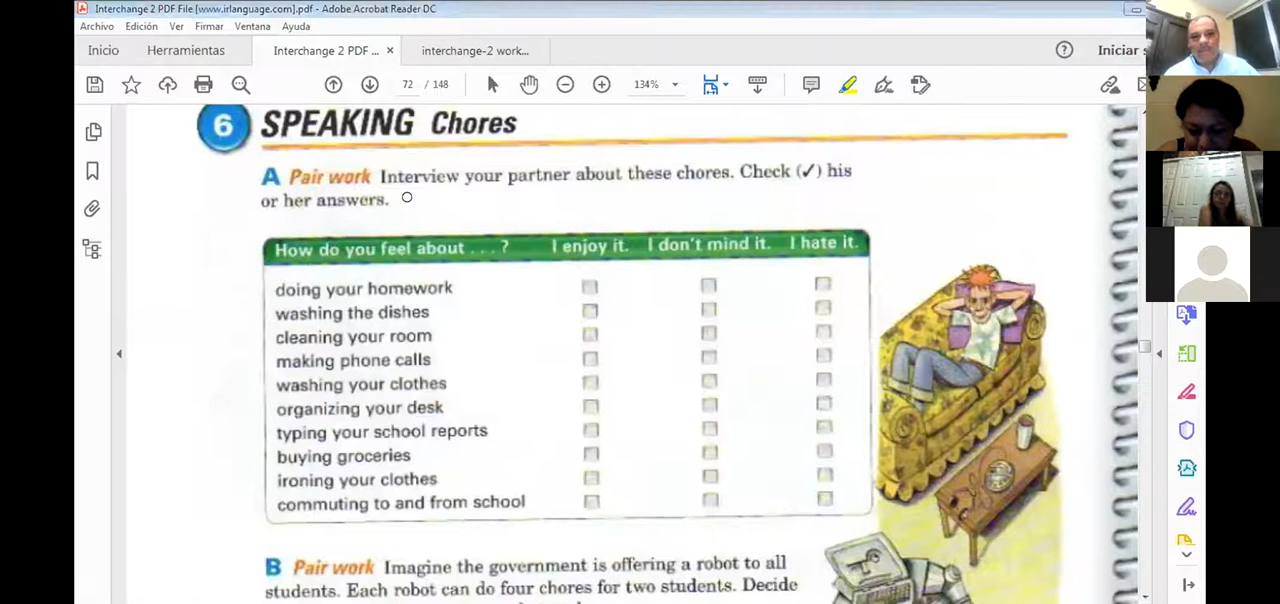 Interchange 2 PDF File [www.irlanguage.com].pdf - Adobe Acrobat Reader DC
Archivo Edición Ver Firmar Ventana Ayuda
Inicio Herramientas Interchange 2 PDF ... × interchange-2 work... Iniciar
72 / 148 134%
6 SPEAKING Chores
A Pair work Interview your partner about these chores. Check (✓) his
or her answers.
How do you feel about . . . ? I enjoy it. I don't mind it. I hate it.
doing your homework
washing the dishes
cleaning your room
making phone calls
washing your clothes
organizing your desk
typing your school reports
buying groceries
ironing your clothes
commuting to and from school
B Pair work Imagine the government is offering a robot to all
students. Each robot can do four chores for two students. Decide